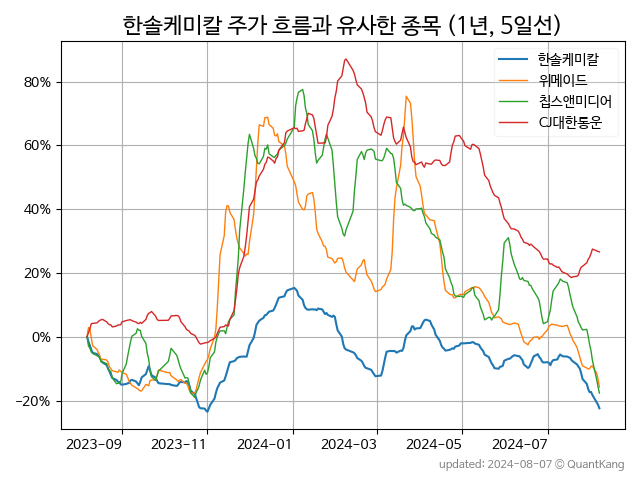 한솔케미칼 주가 흐름과 유사한 종목 (1년, 5일선)
한솔케미칼
위메이드
칩스앤미디어
CJ대한통운
80%
60%
40%
20%
0%
−20%
2023-09 2023-11 2024-01 2024-03 2024-05 2024-07
updated: 2024-08-07 © QuantKang